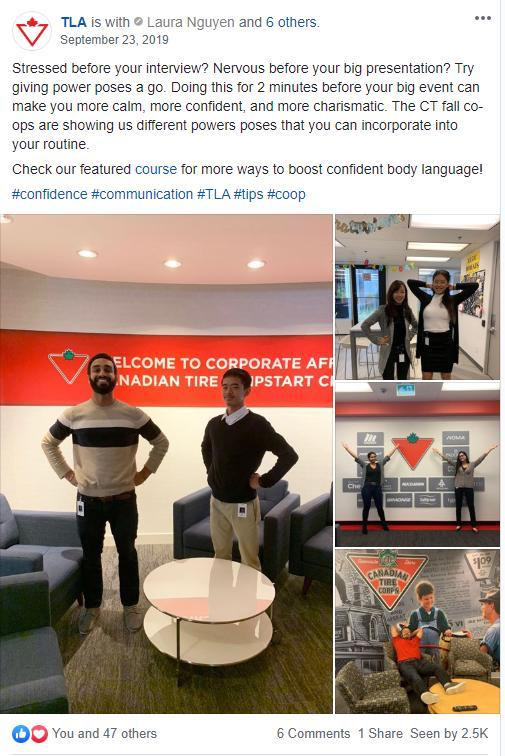 TLA is with Laura Nguyen and 6 others.
September 23, 2019
Stressed before your interview? Nervous before your big presentation? Try
giving power poses a go. Doing this for 2 minutes before your big event can
make you more calm, more confident, and more charismatic. The CT fall co-
ops are showing us different powers poses that you can incorporate into
your routine.
Check our featured course for more ways to boost confident body language!
#confidence #communication #TLA #tips #coop
ELCOME TO CORPORATE AFF
NADIAN TIRE MPSTART C
NOMA
CANADIAN
TIRE
CORPN
$109
You and 47 others
6 Comments 1 Share Seen by 2.5K